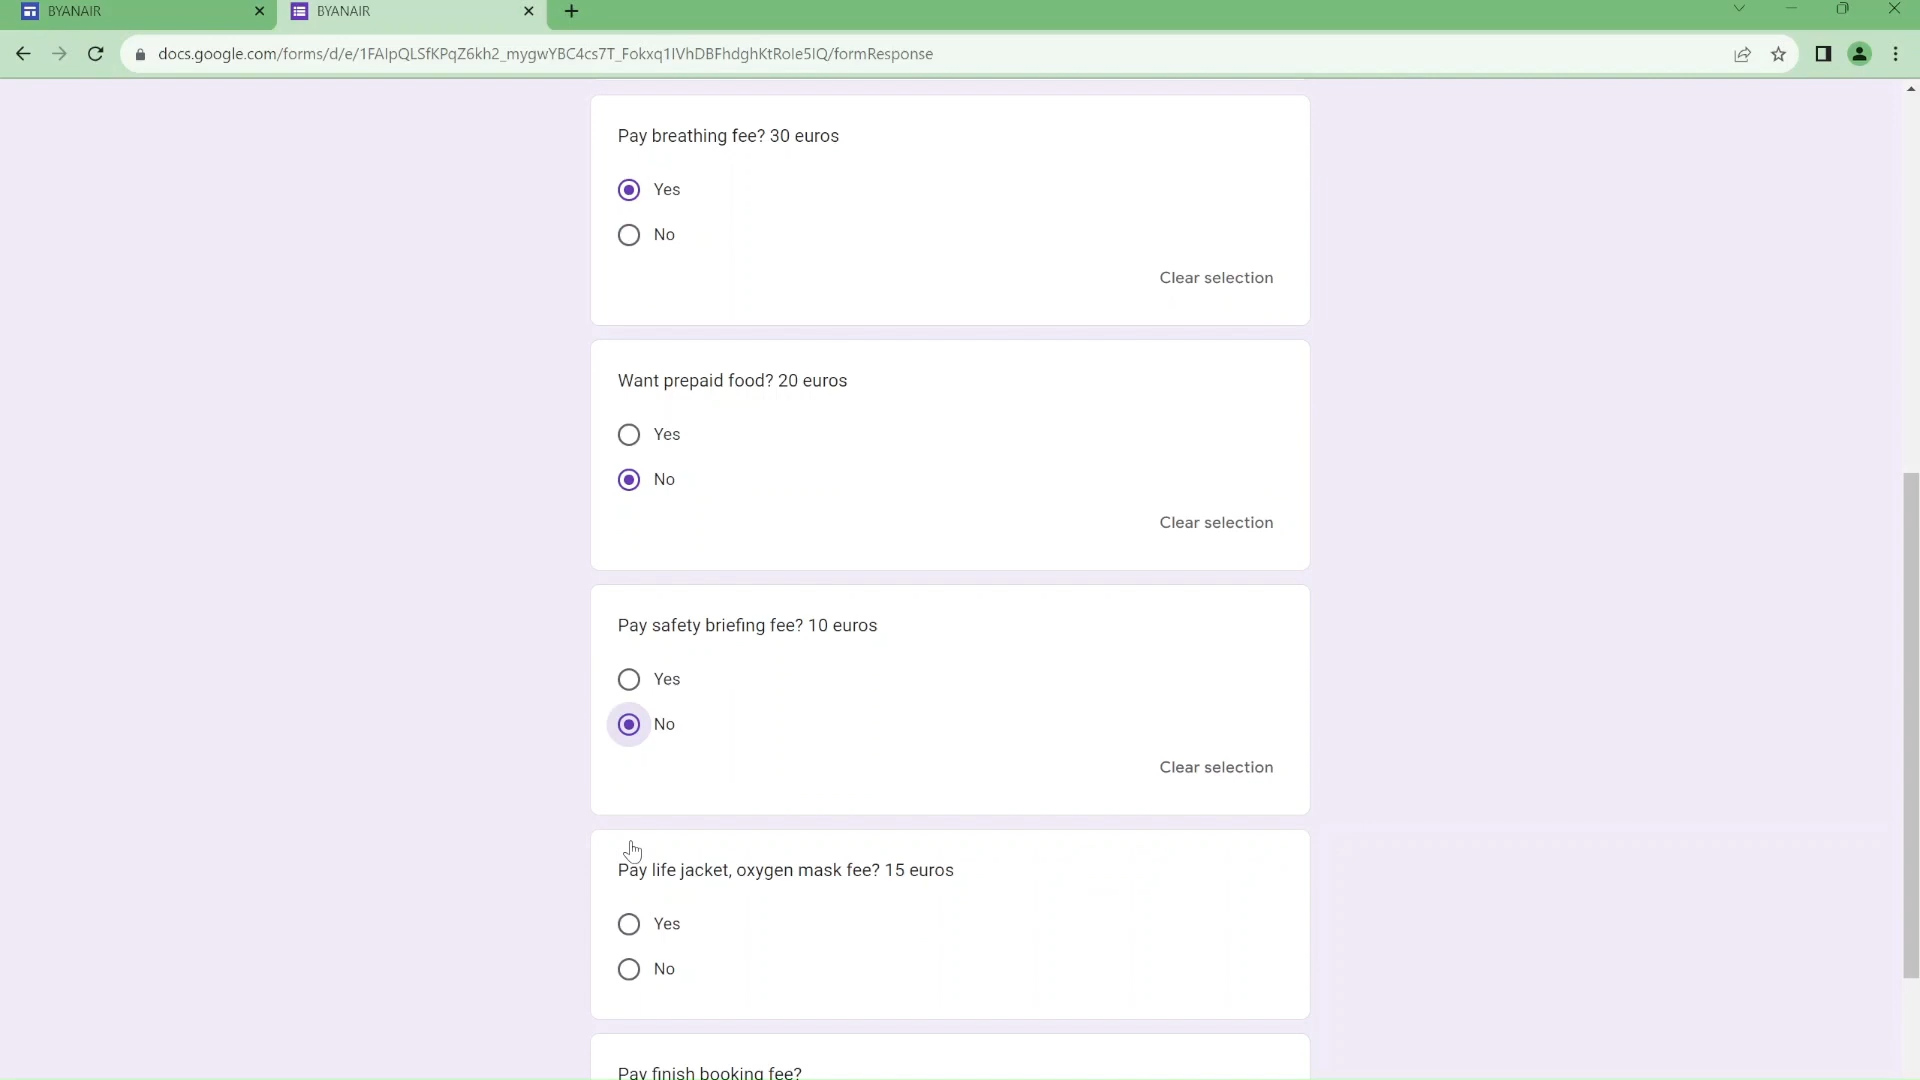 BYANAIR
BYANAIR
docs.google.com/forms/d/e/1FAIpQLSfKPqZ6kh2_mygwYBC4cs7T_Fokxq1IVhDBFhdghKtRole5IQ/formResponse
Pay breathing fee? 30 euros
Yes
No
Clear selection
Want prepaid food? 20 euros
Yes
No
Clear selection
Pay safety briefing fee? 10 euros
Yes
No
Clear selection
Pay life jacket, oxygen mask fee? 15 euros
Yes
No
Pay finish booking fee?